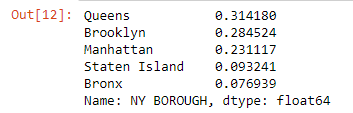 Out[12]: Queens 0.314180
Brooklyn 0.284524
Manhattan 0.231117
Staten Island 0.093241
Bronx 0.076939
Name: NY BOROUGH, dtype: float64